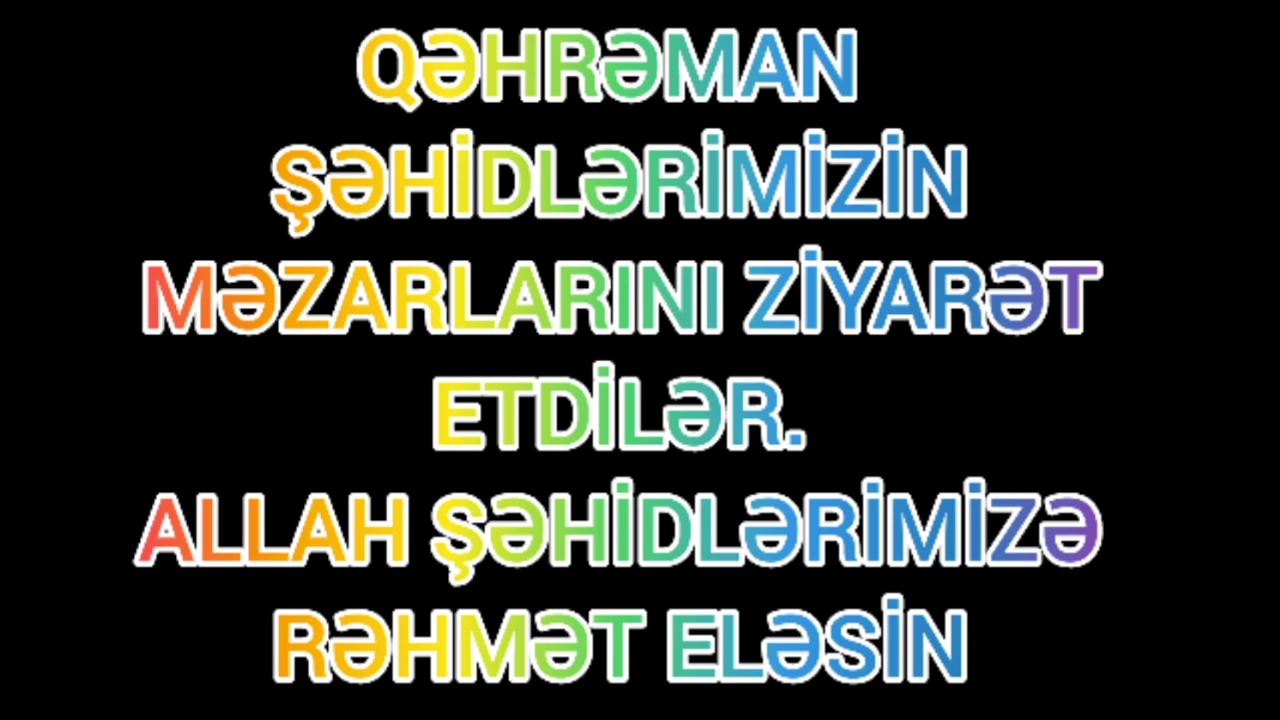 QƏHRƏMAN
ŞƏHİDLƏRİMİZİN
MƏZARLARINI ZİYARƏT
ETDİLƏR.
ALLAH ŞƏHİDLƏRİMİZƏ
RƏHMƏT ELƏSİN